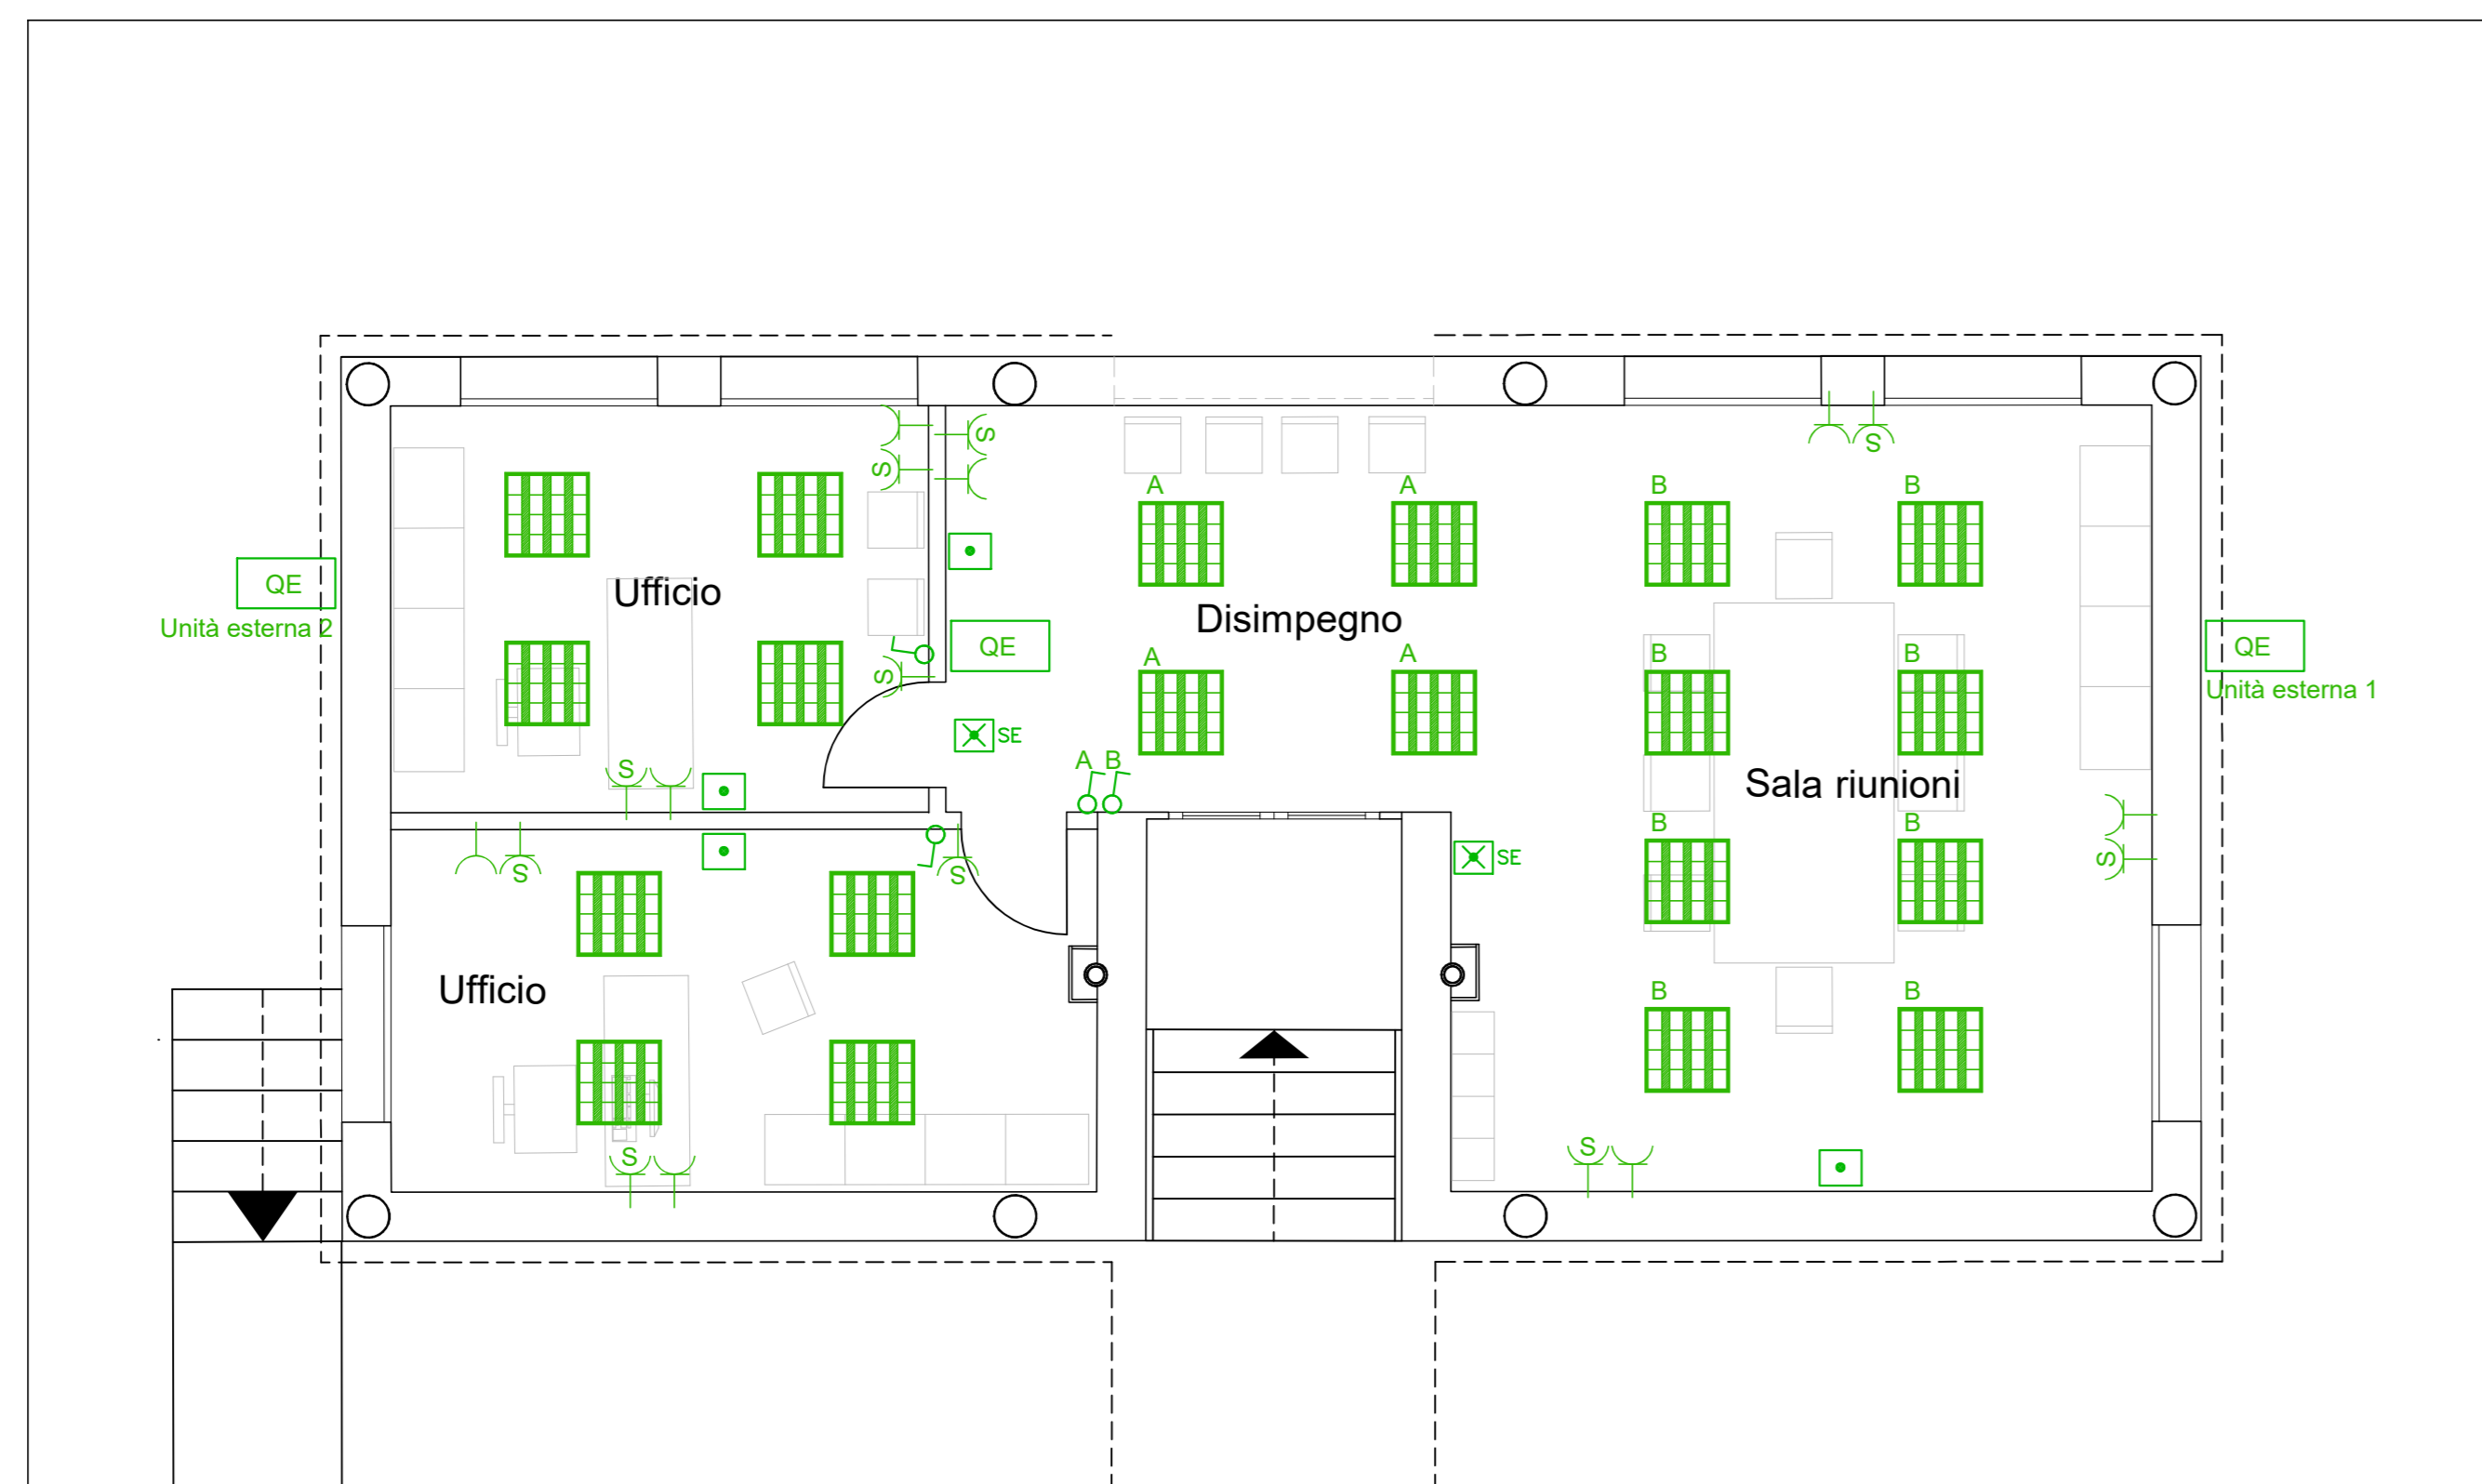 S
S
S
A
A
B
B
QE
Unità esterna 2
Ufficio
Disimpegno
QE
A
A
B
B
QE
Unità esterna 1
S
SE
A
B
Sala riunioni
S
B
B
S
S
SE
S
Ufficio
B
B
S
S